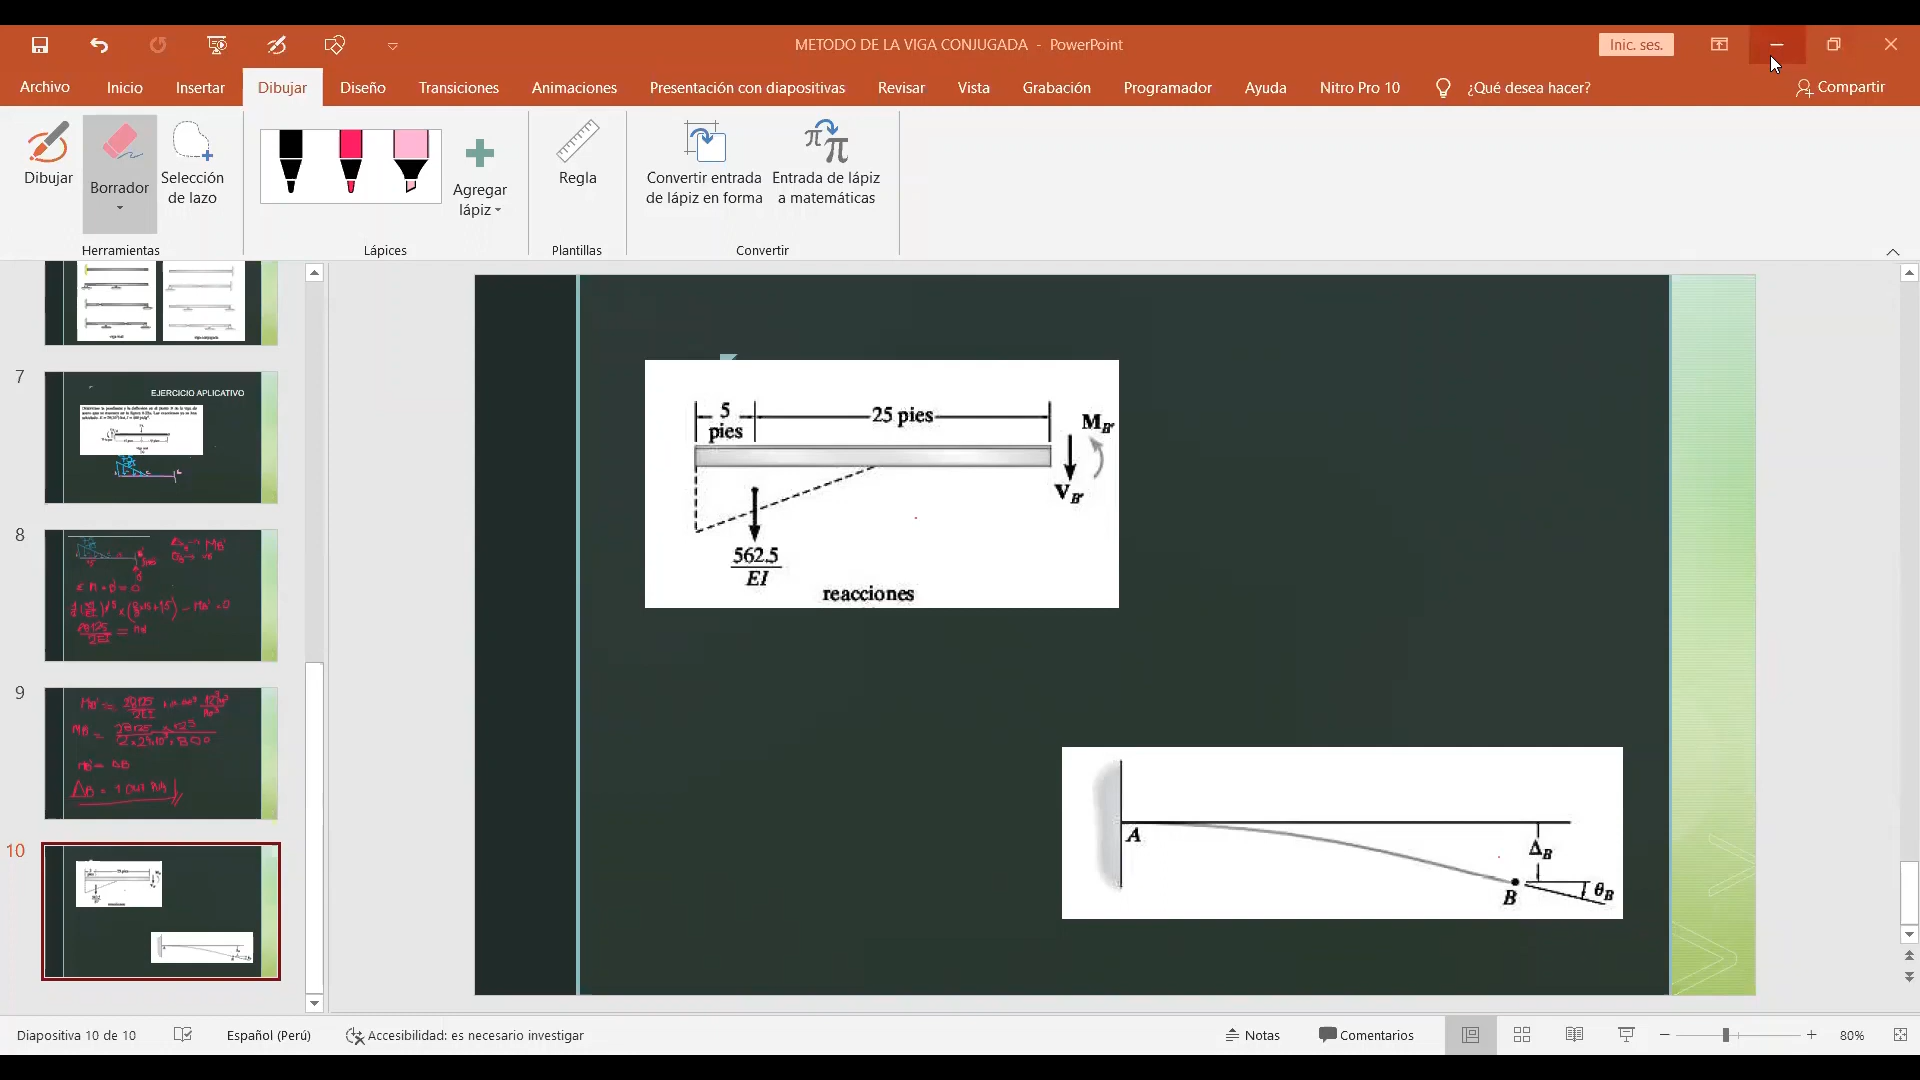 METODO DE LA VIGA CONJUGADA - PowerPoint
Inic. ses.
Archivo
Inicio
Insertar
Dibujar
Diseño
Transiciones
Animaciones
Presentación con diapositivas
Revisar
Vista
Grabación
Programador
Ayuda
Nitro Pro 10
¿Qué desea hacer?
Compartir
Dibujar
Borrador
Selección
de lazo
Agregar
lápiz
Regla
Convertir entrada
de lápiz en forma
Entrada de lápiz
a matemáticas
Herramientas
Lápices
Plantillas
Convertir
7
EJERCICIO APLICATIVO
8
9
10
5
pies
25 pies
M_B'
V_B'
562.5
EI
reacciones
A
Δ_B
B
θ_B
Diapositiva 10 de 10
Español (Perú)
Accesibilidad: es necesario investigar
Notas
Comentarios
80%